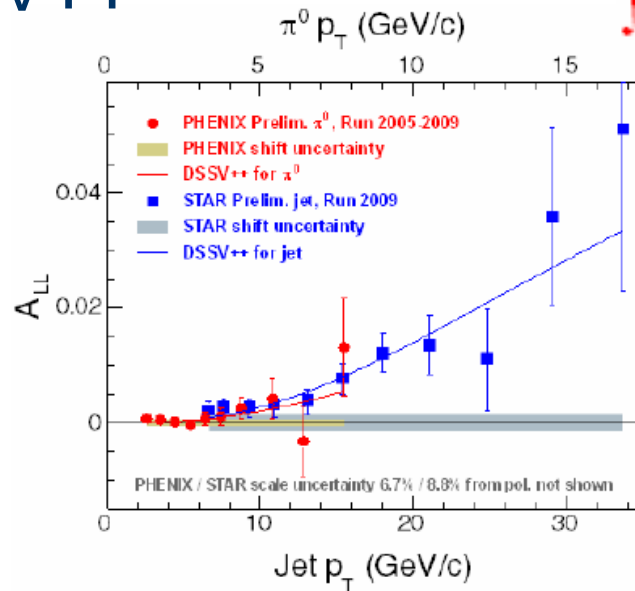 π⁰ p_T (GeV/c)
0 5 10 15
PHENIX Prelim. π⁰, Run 2005-2009
PHENIX shift uncertainty
DSSV++ for π⁰
STAR Prelim. jet, Run 2009
STAR shift uncertainty
DSSV++ for jet
A_LL
0.04
0.02
0
PHENIX / STAR scale uncertainty 6.7% / 8.8% from pol. not shown
0 10 20 30
Jet p_T (GeV/c)